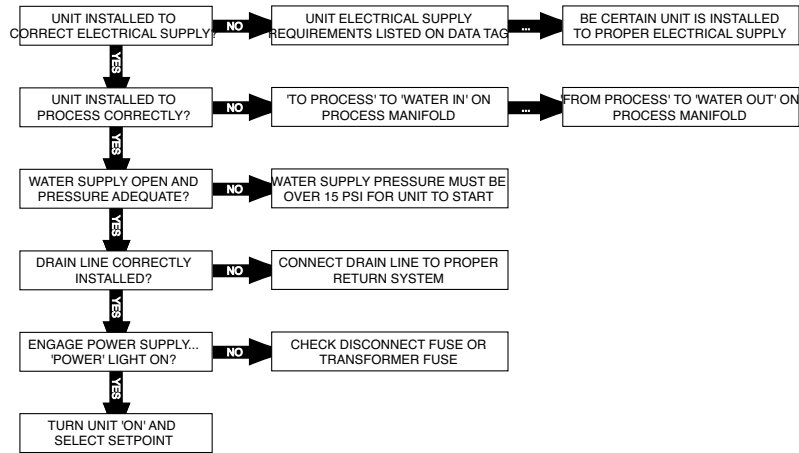 UNIT INSTALLED TO
CORRECT ELECTRICAL SUPPLY?
NO
UNIT ELECTRICAL SUPPLY
REQUIREMENTS LISTED ON DATA TAG
...
BE CERTAIN UNIT IS INSTALLED
TO PROPER ELECTRICAL SUPPLY
YES
UNIT INSTALLED TO
PROCESS CORRECTLY?
NO
'TO PROCESS' TO 'WATER IN' ON
PROCESS MANIFOLD
...
'FROM PROCESS' TO 'WATER OUT' ON
PROCESS MANIFOLD
YES
WATER SUPPLY OPEN AND
PRESSURE ADEQUATE?
NO
WATER SUPPLY PRESSURE MUST BE
OVER 15 PSI FOR UNIT TO START
YES
DRAIN LINE CORRECTLY
INSTALLED?
NO
CONNECT DRAIN LINE TO PROPER
RETURN SYSTEM
YES
ENGAGE POWER SUPPLY...
'POWER' LIGHT ON?
NO
CHECK DISCONNECT FUSE OR
TRANSFORMER FUSE
YES
TURN UNIT 'ON' AND
SELECT SETPOINT